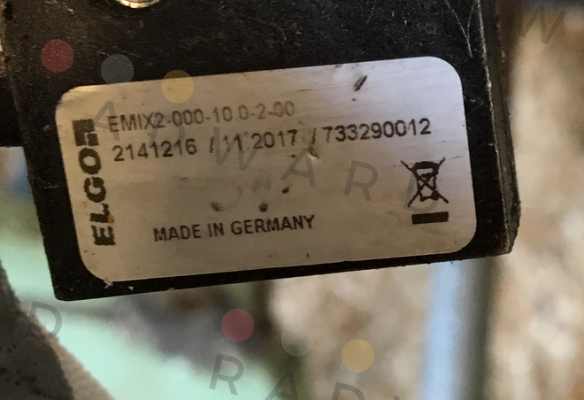 ELGO
EMIX2-000-10.0-2-00
2141216 / 11 2017 / 733290012
MADE IN GERMANY